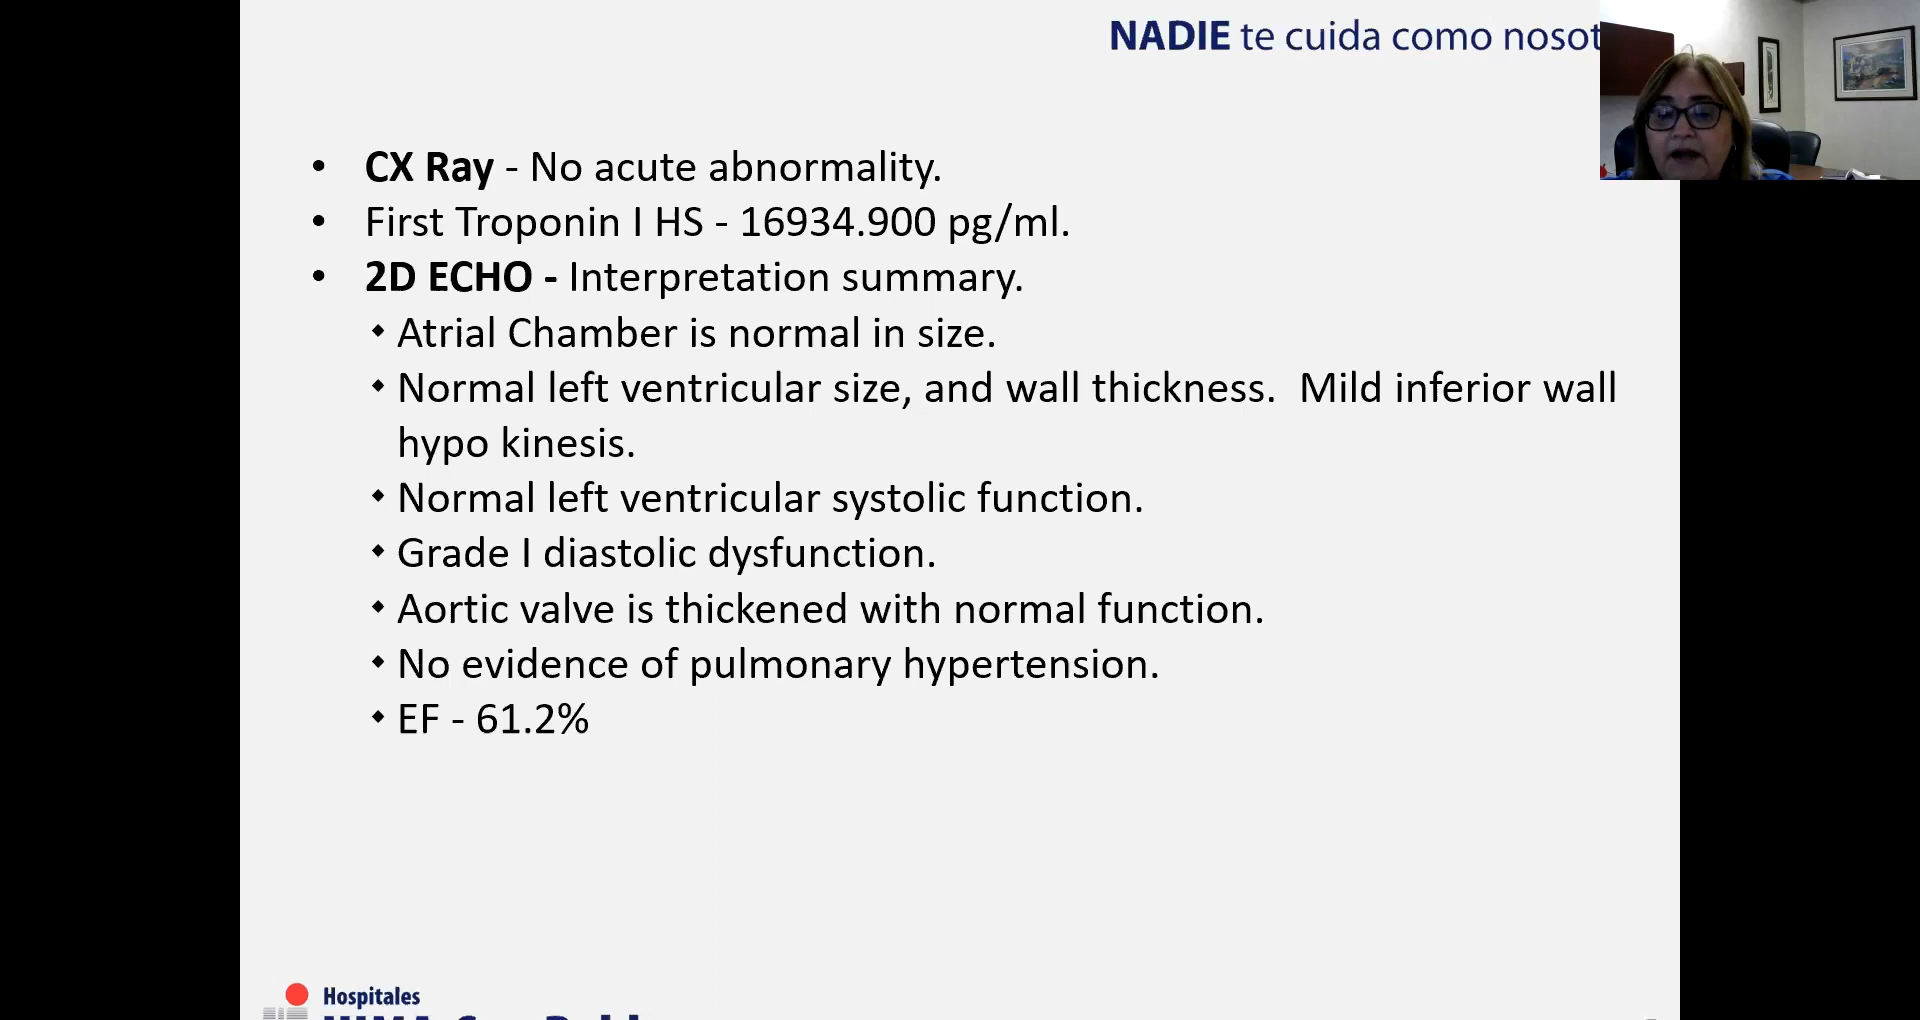 NADIE te cuida como
• CX Ray - No acute abnormality.
• First Troponin I HS - 16934.900 pg/ml.
• 2D ECHO - Interpretation summary.
◆ Atrial Chamber is normal in size.
◆ Normal left ventricular size, and wall thickness.  Mild inferior wall
hypo kinesis.
◆ Normal left ventricular systolic function.
◆ Grade I diastolic dysfunction.
◆ Aortic valve is thickened with normal function.
◆ No evidence of pulmonary hypertension.
◆ EF - 61.2%
Hospitales